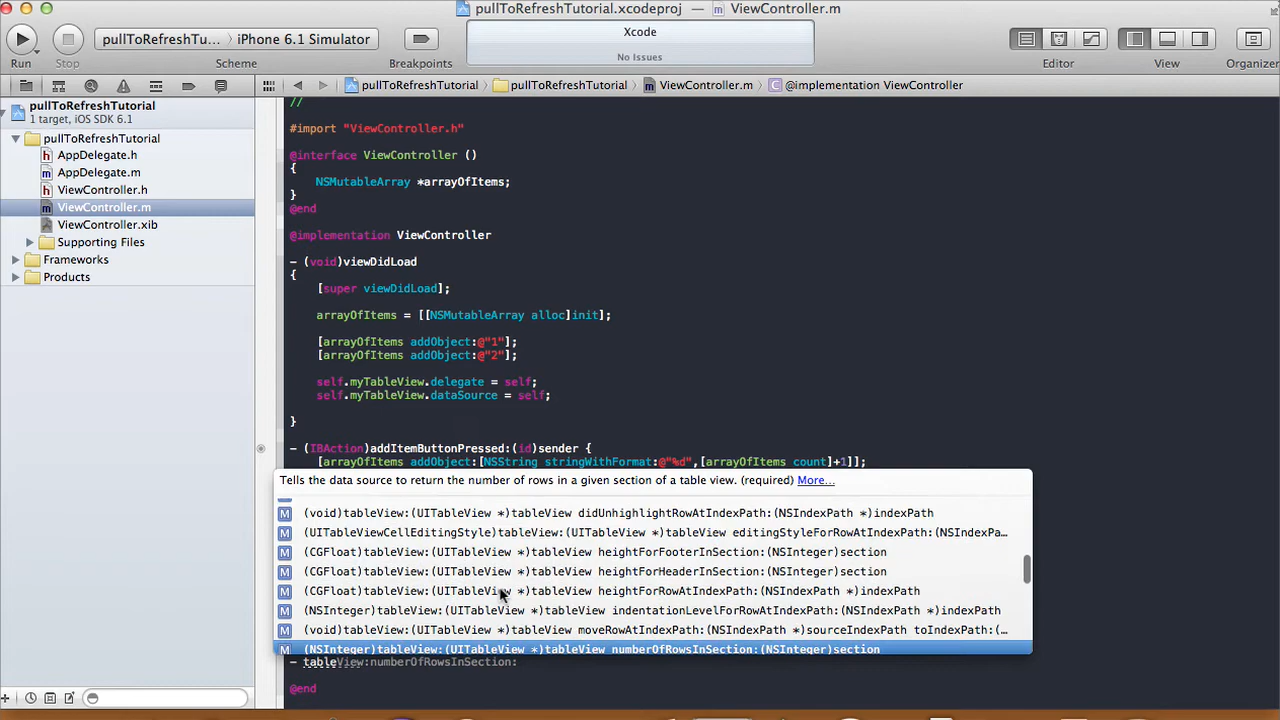 pullToRefreshTutorial.xcodeproj — ViewController.m
Run Stop
pullToRefreshTu... iPhone 6.1 Simulator
Scheme
Breakpoints
Xcode
No Issues
Editor View Organizer
pullToRefreshTutorial pullToRefreshTutorial ViewController.m @implementation ViewController
pullToRefreshTutorial
1 target, iOS SDK 6.1
pullToRefreshTutorial
AppDelegate.h
AppDelegate.m
ViewController.h
ViewController.m
ViewController.xib
Supporting Files
Frameworks
Products
//
#import "ViewController.h"
@interface ViewController ()
{
NSMutableArray *arrayOfItems;
}
@end
@implementation ViewController
- (void)viewDidLoad
{
[super viewDidLoad];
arrayOfItems = [[NSMutableArray alloc]init];
[arrayOfItems addObject:@"1"];
[arrayOfItems addObject:@"2"];
self.myTableView.delegate = self;
self.myTableView.dataSource = self;
}
- (IBAction)addItemButtonPressed:(id)sender {
[arrayOfItems addObject:[NSString stringWithFormat:@"%d",[arrayOfItems count]+1]];
Tells the data source to return the number of rows in a given section of a table view. (required) More...
M (void)tableView:(UITableView *)tableView didUnhighlightRowAtIndexPath:(NSIndexPath *)indexPath
M (UITableViewCellEditingStyle)tableView:(UITableView *)tableView editingStyleForRowAtIndexPath:(NSIndexPa...
M (CGFloat)tableView:(UITableView *)tableView heightForFooterInSection:(NSInteger)section
M (CGFloat)tableView:(UITableView *)tableView heightForHeaderInSection:(NSInteger)section
M (CGFloat)tableView:(UITableView *)tableView heightForRowAtIndexPath:(NSIndexPath *)indexPath
M (NSInteger)tableView:(UITableView *)tableView indentationLevelForRowAtIndexPath:(NSIndexPath *)indexPath
M (void)tableView:(UITableView *)tableView moveRowAtIndexPath:(NSIndexPath *)sourceIndexPath toIndexPath:(...
M (NSInteger)tableView:(UITableView *)tableView numberOfRowsInSection:(NSInteger)section
- tableView:numberOfRowsInSection:
@end